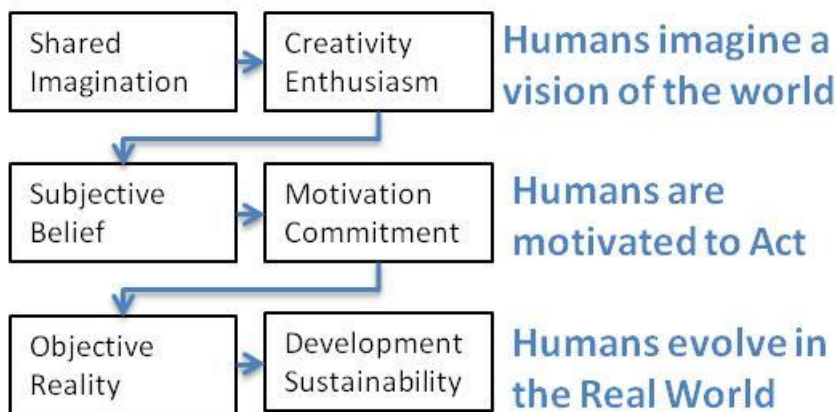 Shared
Imagination
Creativity
Enthusiasm
Humans imagine a
vision of the world
Subjective
Belief
Motivation
Commitment
Humans are
motivated to Act
Objective
Reality
Development
Sustainability
Humans evolve in
the Real World